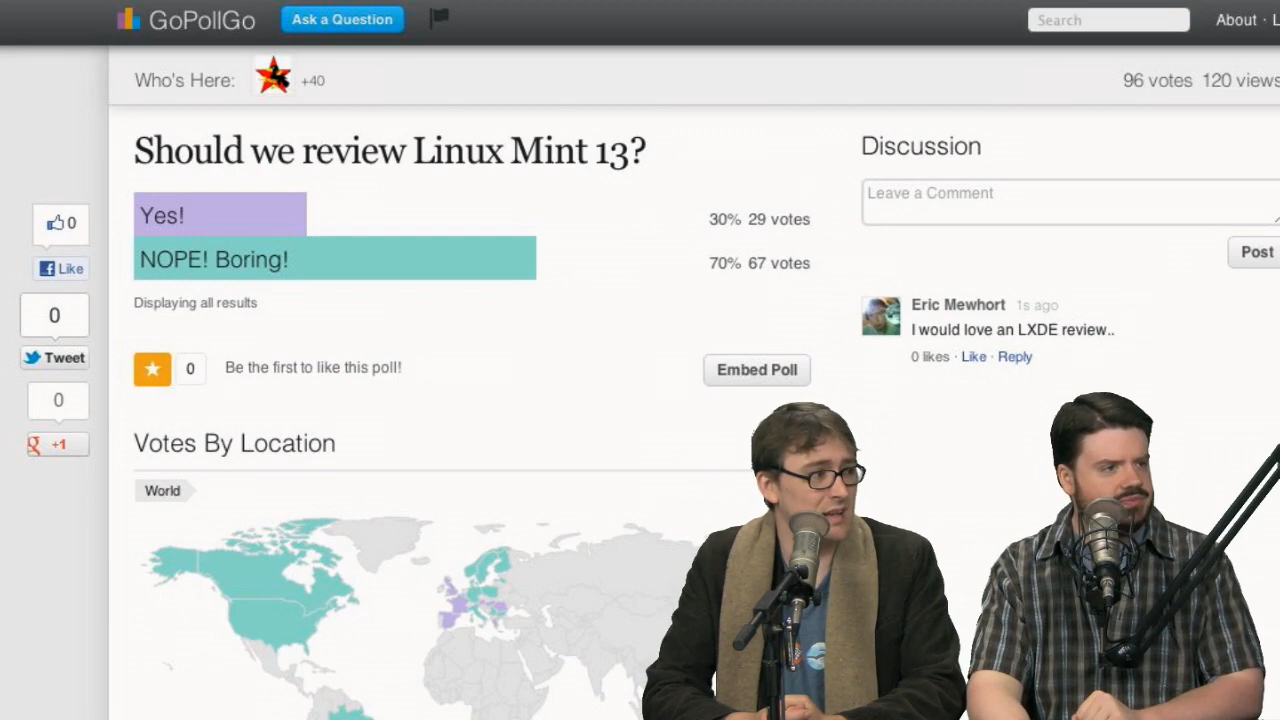 GoPollGo
Ask a Question
Search
About · L
Who's Here:
+40
96 votes 120 views
Should we review Linux Mint 13?
Yes!
30% 29 votes
NOPE! Boring!
70% 67 votes
Displaying all results
0
Be the first to like this poll!
Embed Poll
Votes By Location
World
Discussion
Leave a Comment
Post
Eric Mewhort 1s ago
I would love an LXDE review..
0 likes · Like · Reply
0
Like
0
Tweet
0
g +1